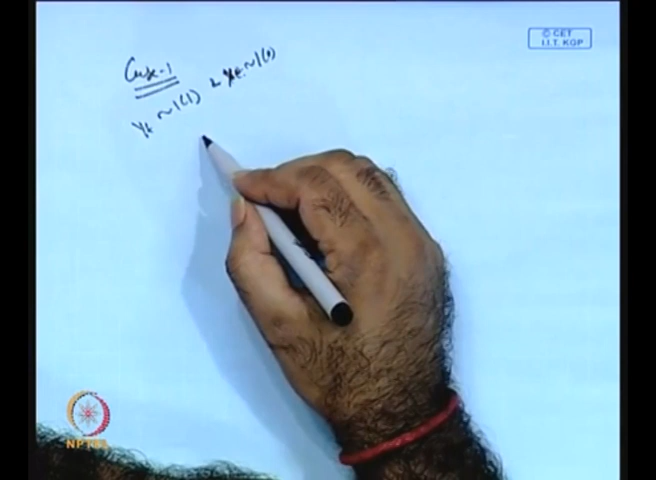 Case-1
Yt ~ I(1) & Xt ~ I(0)
© CET
I.I.T. KGP
NPTEL